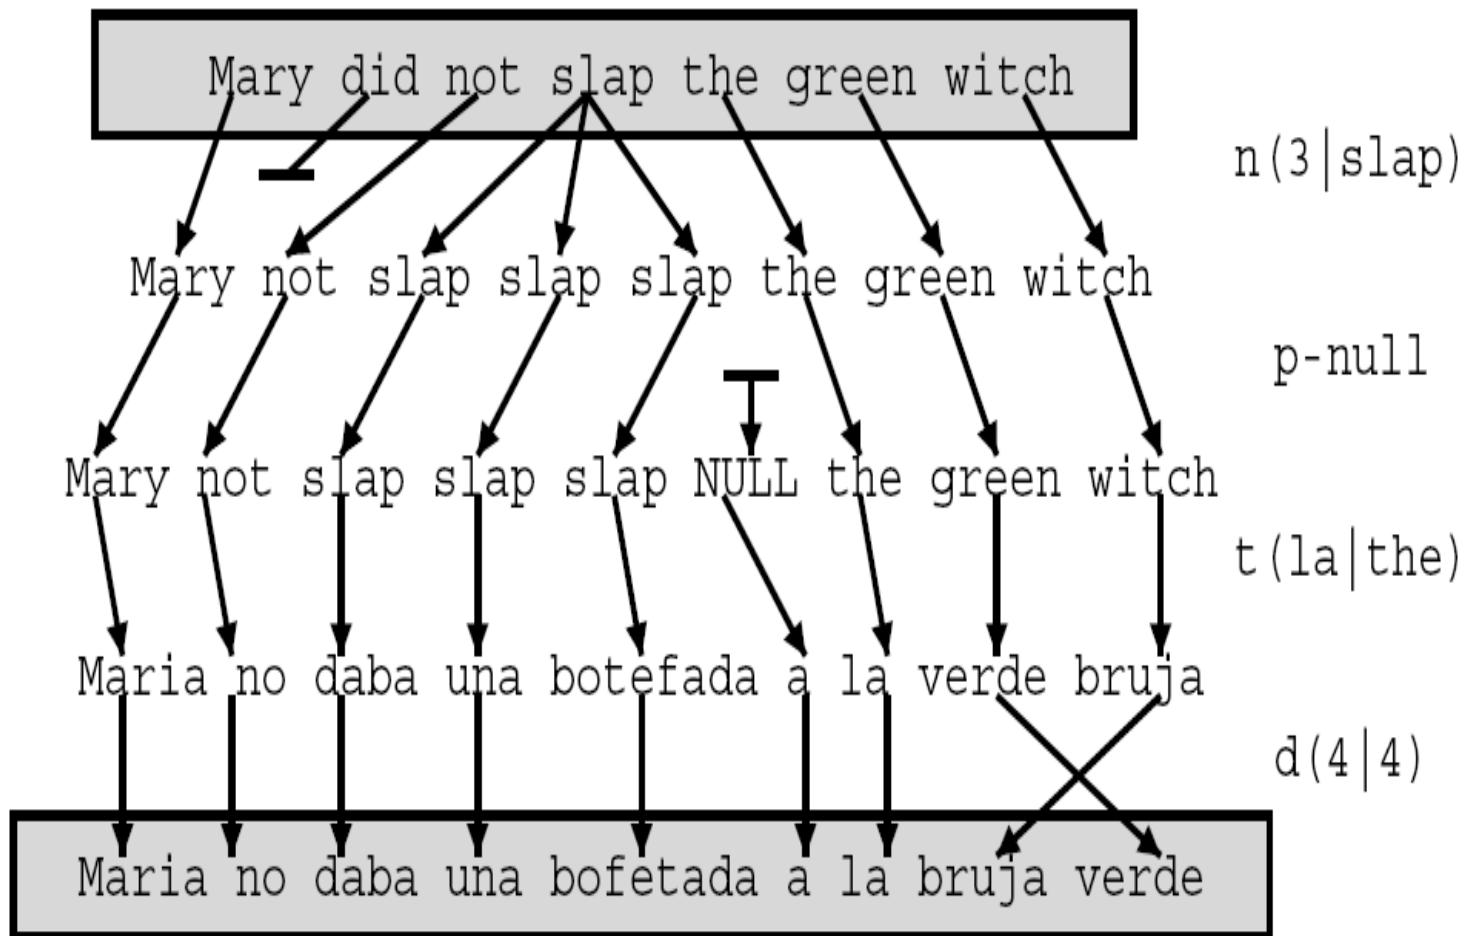 Mary did not slap the green witch
n(3|slap)
Mary not slap slap slap the green witch
p-null
Mary not slap slap slap NULL the green witch
t(la|the)
Maria no daba una botefada a la verde bruja
d(4|4)
Maria no daba una bofetada a la bruja verde